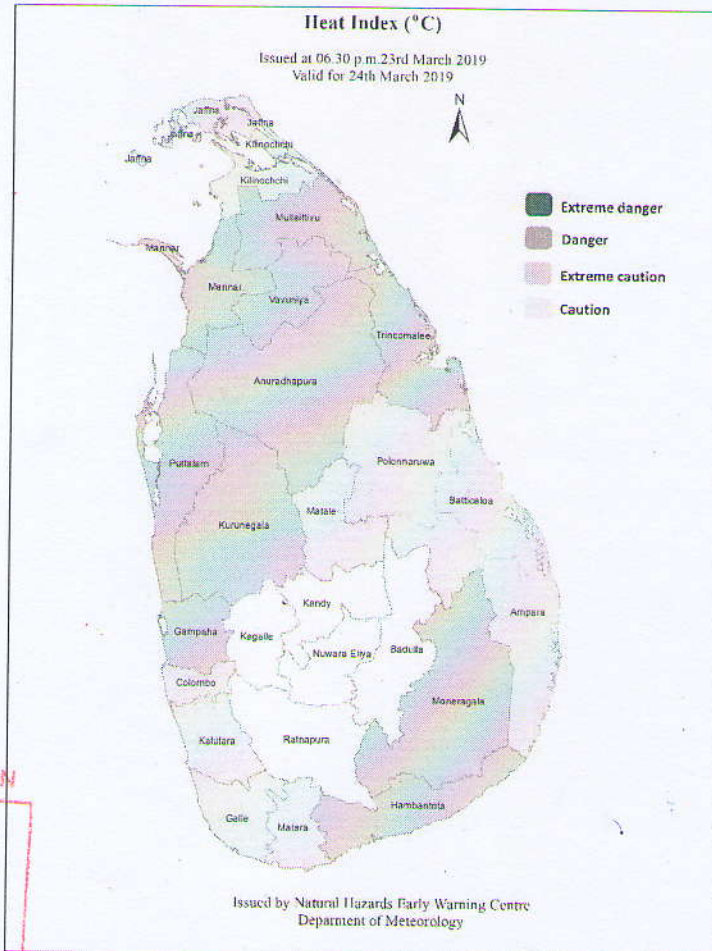 Heat Index (°C)
Issued at 06.30 p.m.23rd March 2019
Valid for 24th March 2019
N
Jaffna
Jaffna
Jaffna
Kilinochchi
Jaffna
Kilinochchi
Mullaitivu
Mannar
Mannar
Vavuniya
Trincomalee
Anuradhapura
Puttalam
Polonnaruwa
Batticaloa
Matale
Kurunegala
Kandy
Ampara
Gampaha
Kegalle
Nuwara Eliya
Badulla
Colombo
Moneragala
Kalutara
Ratnapura
Hambantota
Galle
Matara
Extreme danger
Danger
Extreme caution
Caution
Issued by Natural Hazards Early Warning Centre
Deparment of Meteorology